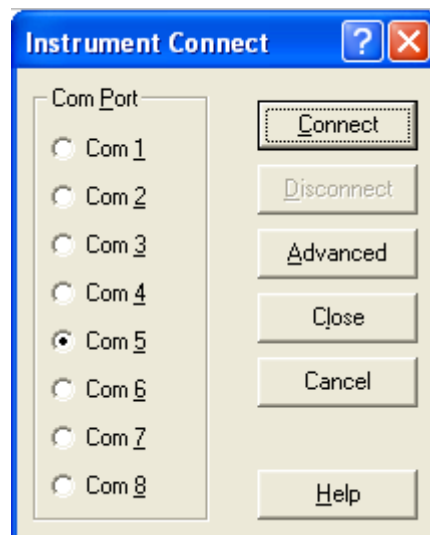 Instrument Connect
Com Port
Com 1
Com 2
Com 3
Com 4
Com 5
Com 6
Com 7
Com 8
Connect
Disconnect
Advanced
Close
Cancel
Help